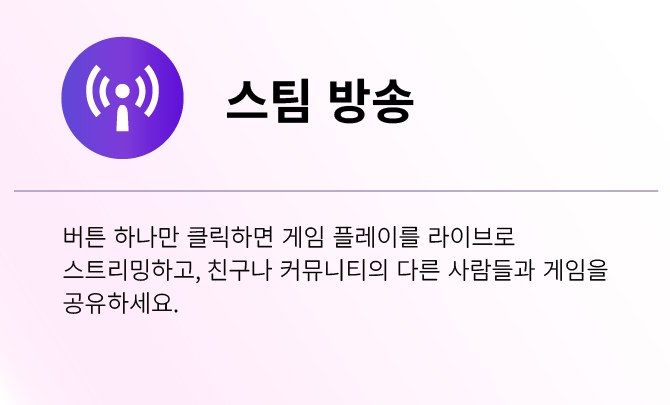 스팀 방송
버튼 하나만 클릭하면 게임 플레이를 라이브로
스트리밍하고, 친구나 커뮤니티의 다른 사람들과 게임을
공유하세요.